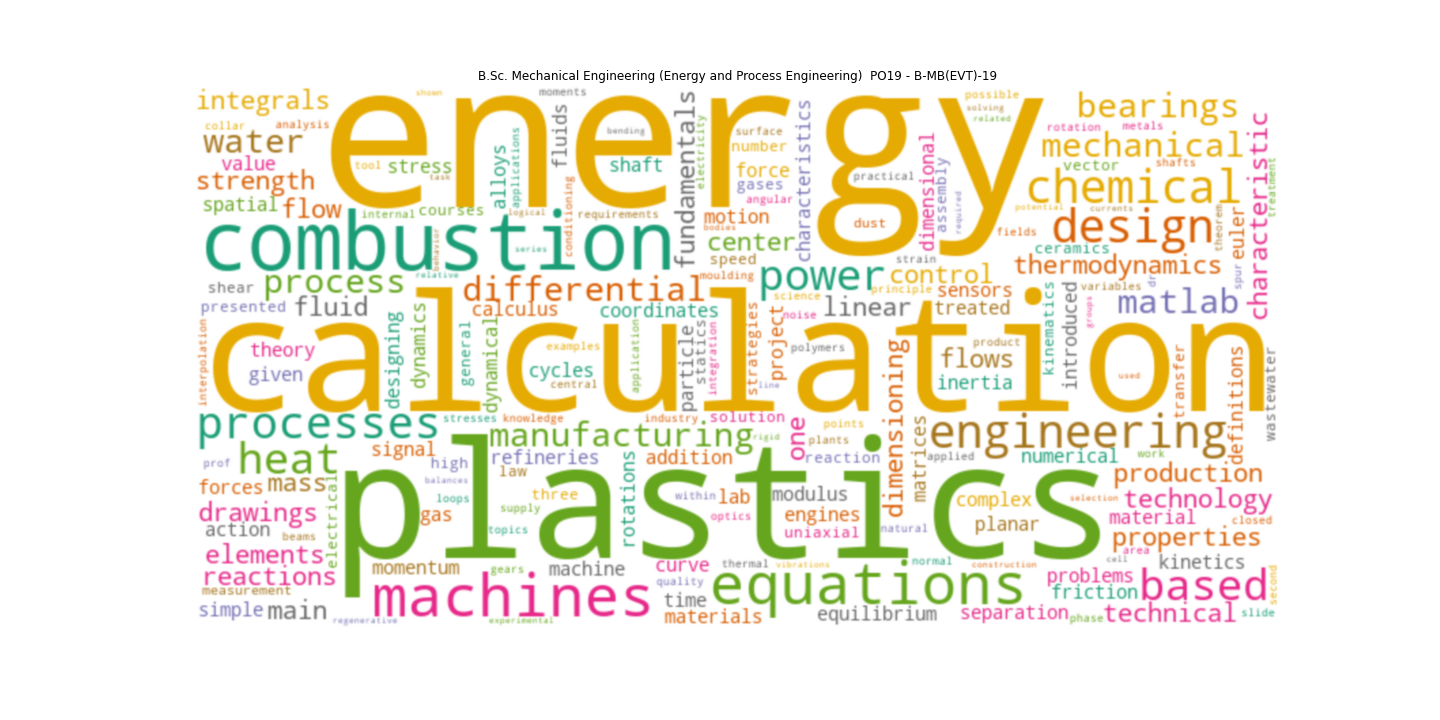 B.Sc. Mechanical Engineering (Energy and Process Engineering)  PO19 - B-MB(EVT)-19
energy
calculation
plastics
combustion
integrals
shown
moments
collar
analysis
water
value
strength
spatial
flow
tool
stress
task
internal
courses
alloys
applications
logical
fluids
conditioning
bending
shaft
requirements
fundamentals
electricity
surface
number
force
gases
angular
motion
bodies
center
speed
moulding
characteristics
practical
dust
dimensional
assembly
required
possible
solving
related
rotation
metals
bearings
mechanical
vector
shafts
chemical
potential
currents
design
theorem
euler
characteristic
treatment
fields
ceramics
thermodynamics
strain
power
control
principle
science
sensors
variables
spur
behavior
series
relative
shear
process
presented
fluid
differential
calculus
coordinates
linear
treated
matlab
groups
introduced
kinematics
interpolation
theory
given
designing
dynamics
general
dynamical
examples
cycles
central
application
particle
statics
integration
strategies
project
noise
line
polymers
product
flows
inertia
used
transfer
definitions
wastewater
processes
stresses
knowledge
industry
solution
points
one
plants
dimensioning
matrices
engineering
applied
numerical
work
manufacturing
rigid
refineries
addition
reaction
law
signal
high
balances
prof
heat
forces
mass
electrical
drawings
action
beams
elements
reactions
measurement
simple
main
regenerative
gas
loops
supply
three
topics
rotations
within
lab
optics
modulus
engines
uniaxial
natural
complex
planar
selection
production
technology
material
closed
properties
area
cell
kinetics
momentum
gears
machine
curve
thermal
vibrations
normal
construction
problems
friction
based
second
machines
experimental
quality
time
materials
equations
equilibrium
separation
phase
technical
slide